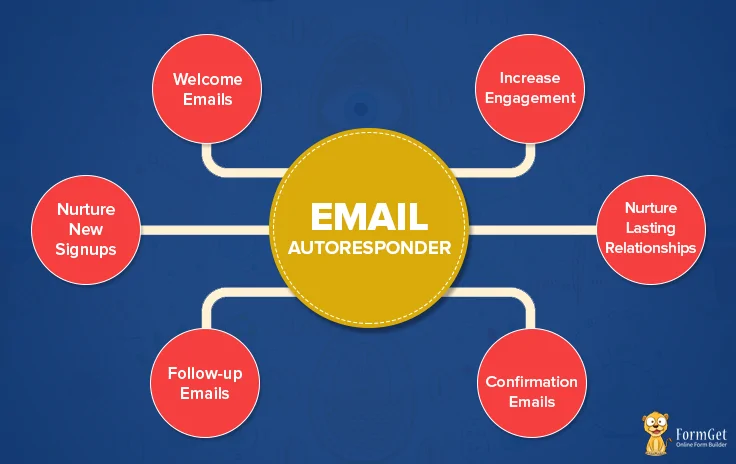 Welcome
Emails
Increase
Engagement
Nurture
New
Signups
EMAIL
AUTORESPONDER
Nurture
Lasting
Relationships
Follow-up
Emails
Confirmation
Emails
FormGet
Online Form Builder